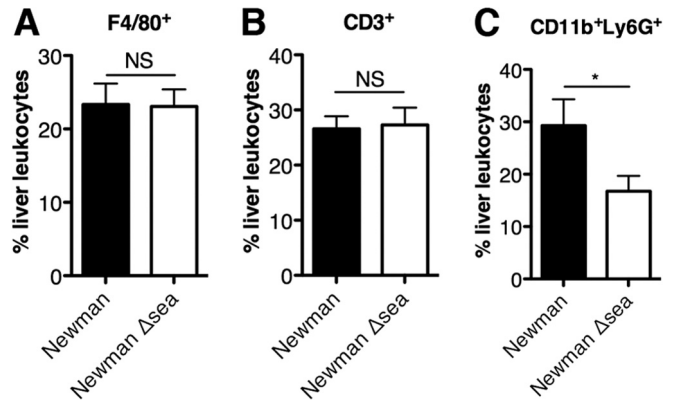 A F4/80⁺
% liver leukocytes
30
20
10
0
NS
Newman
Newman Δsea
B CD3⁺
% liver leukocytes
40
30
20
10
0
NS
Newman
Newman Δsea
C CD11b⁺Ly6G⁺
% liver leukocytes
40
30
20
10
0
*
Newman
Newman Δsea